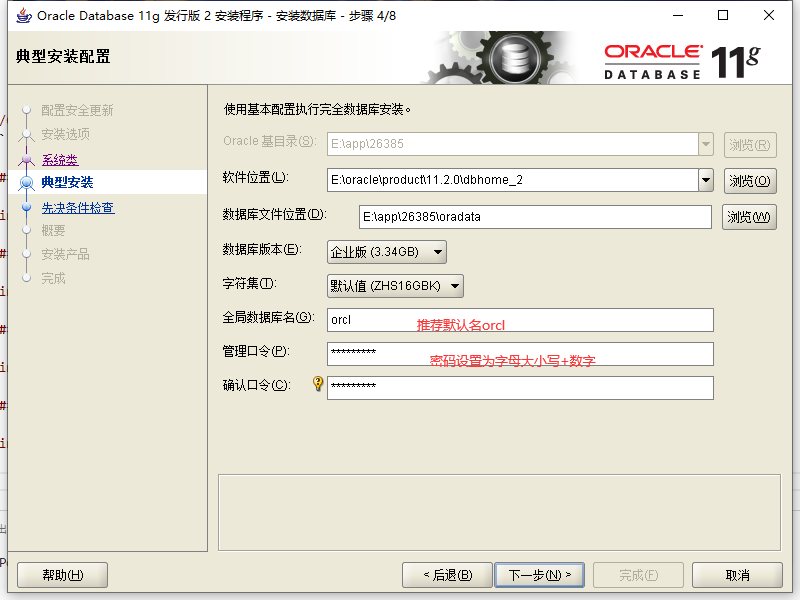 Oracle Database 11g 发行版 2 安装程序 - 安装数据库 - 步骤 4/8
典型安装配置
ORACLE
DATABASE 11g
配置安全更新
安装选项
系统类
典型安装
先决条件检查
概要
安装产品
完成
使用基本配置执行完全数据库安装。
Oracle 基目录(S): E:\app\26385 浏览(R)
软件位置(L): E:\oracle\product\11.2.0\dbhome_2 浏览(O)
数据库文件位置(D): E:\app\26385\oradata 浏览(W)
数据库版本(E): 企业版 (3.34GB)
字符集(T): 默认值 (ZHS16GBK)
全局数据库名(G): orcl 推荐默认名orcl
管理口令(P): ********* 密码设置为字母大小写+数字
确认口令(C): *********
帮助(H) < 后退(B) 下一步(N) > 完成(F) 取消